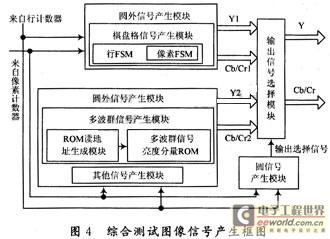 来自行计数器
来自像素计数器
圆外信号产生模块
棋盘格信号产生模块
行FSM
像素FSM
Y1
Cb/Cr1
圆外信号产生模块
多波群信号产生模块
ROM读地
址生成模块
多波群信号
亮度分量ROM
其他信号产生模块
Y2
Cb/Cr2
输出信号选择模块
Y
Cb/Cr
输出选择信号
圆信号
产生模块
图 4 综合测试图像信号产生框图
电子工程世界
eeworld.com.cn